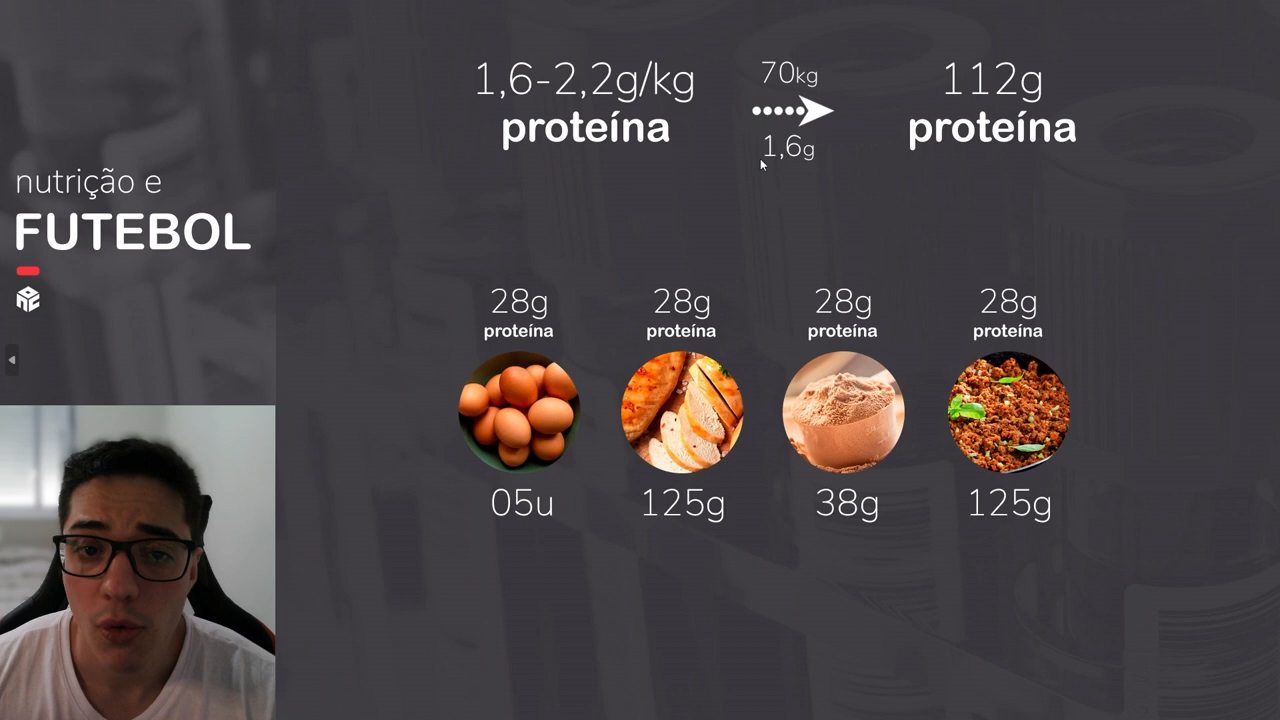 nutrição e
FUTEBOL
1,6-2,2g/kg
proteína
70kg
1,6g
112g
proteína
28g
proteína
28g
proteína
28g
proteína
28g
proteína
05u
125g
38g
125g